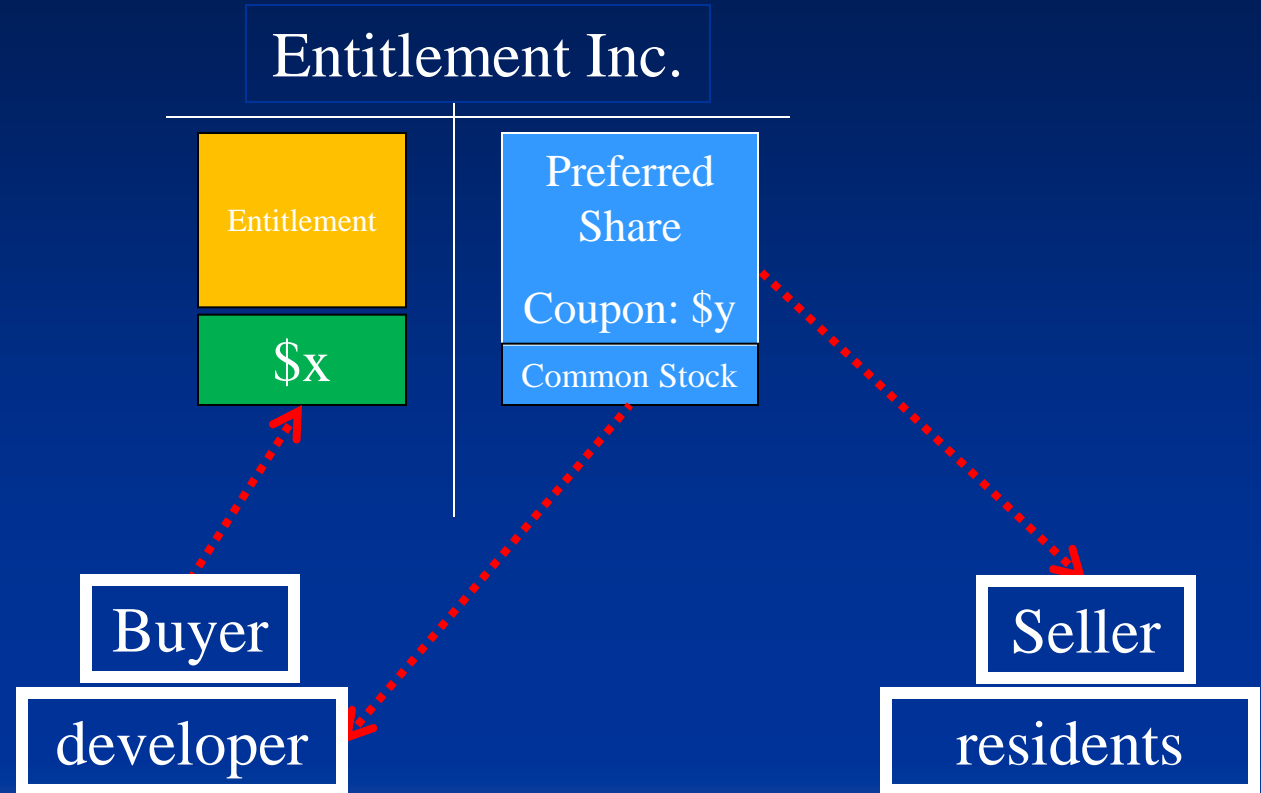 Entitlement Inc.
Entitlement
$x
Preferred
Share
Coupon: $y
Common Stock
Buyer
developer
Seller
residents